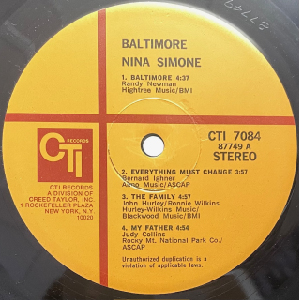 BALTIMORE
NINA SIMONE
1. BALTIMORE 4:37
Randy Newman
Hightree Music/BMI
CTI 7084
87749 A
STEREO
CTI
RECORDS
CTI RECORDS
A DIVISION OF
CREED TAYLOR, INC.
1 ROCKEFELLER PLAZA
NEW YORK, N.Y.
10020
2. EVERYTHING MUST CHANGE 3:57
Bernard Ighner
Almo Music/ASCAP
3. THE FAMILY 4:51
John Hurley/Ronnie Wilkins
Hurley-Wilkins Music/
Blackwood Music/BMI
4. MY FATHER 4:54
Judy Collins
Rocky Mt. National Park Co./
ASCAP
Unauthorized duplication is a
violation of applicable laws.